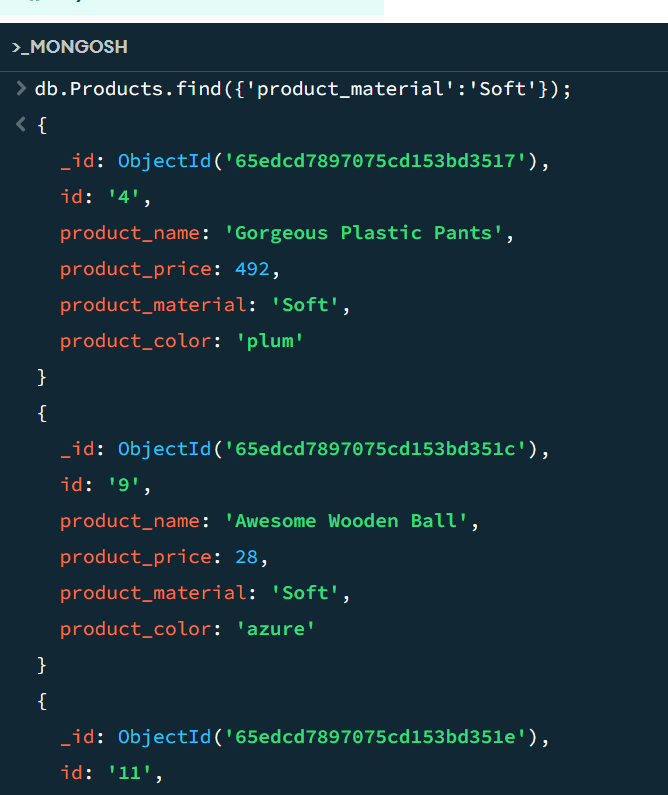 >_MONGOSH
> db.Products.find({'product_material':'Soft'});
< {
_id: ObjectId('65edcd7897075cd153bd3517'),
id: '4',
product_name: 'Gorgeous Plastic Pants',
product_price: 492,
product_material: 'Soft',
product_color: 'plum'
}
{
_id: ObjectId('65edcd7897075cd153bd351c'),
id: '9',
product_name: 'Awesome Wooden Ball',
product_price: 28,
product_material: 'Soft',
product_color: 'azure'
}
{
_id: ObjectId('65edcd7897075cd153bd351e'),
id: '11',